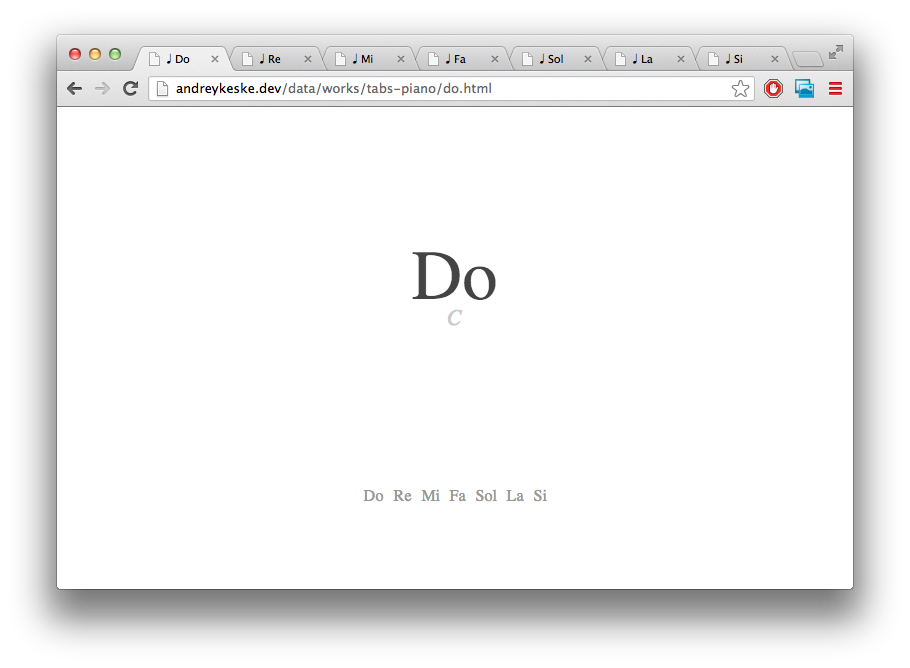 ♩ Do ♩ Re ♩ Mi ♩ Fa ♩ Sol ♩ La ♩ Si
andreykeske.dev/data/works/tabs-piano/do.html
Do
C
Do Re Mi Fa Sol La Si